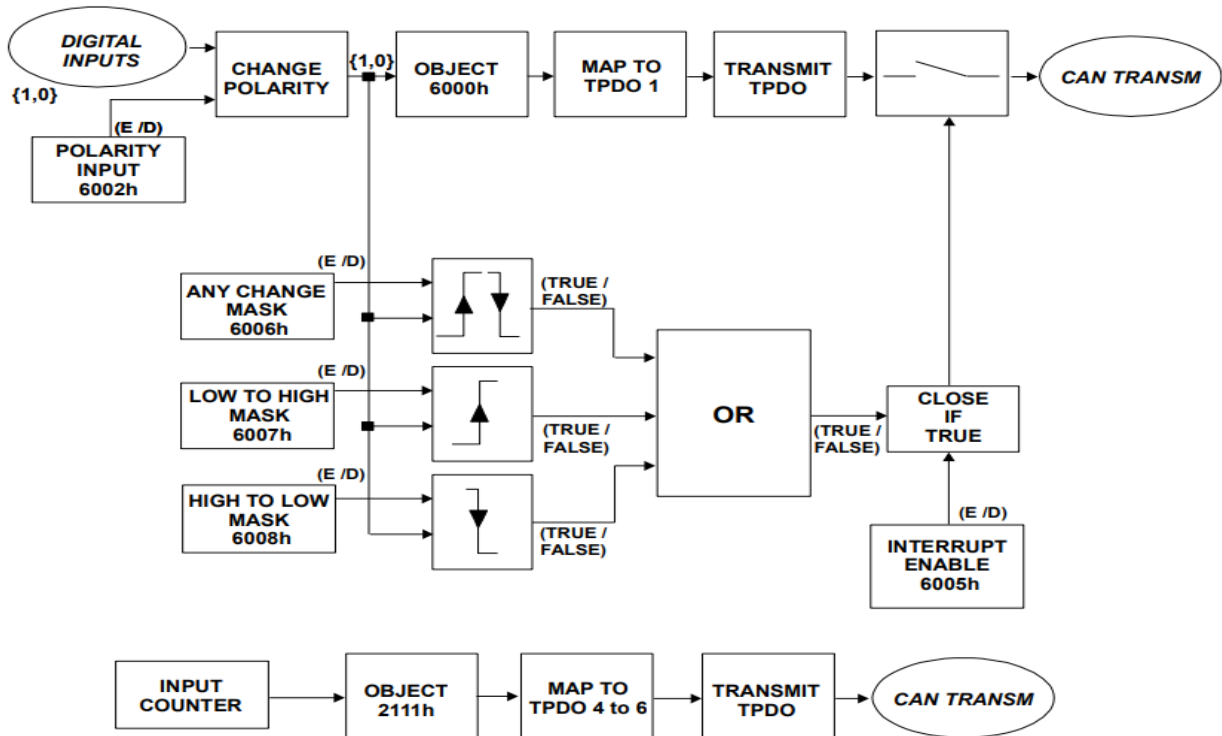 DIGITAL
INPUTS
{1,0}
CHANGE
POLARITY
{1,0}
OBJECT
6000h
MAP TO
TPDO 1
TRANSMIT
TPDO
CAN TRANSM
(E /D)
POLARITY
INPUT
6002h
(E /D)
ANY CHANGE
MASK
6006h
(TRUE /
FALSE)
(E /D)
LOW TO HIGH
MASK
6007h
(TRUE /
FALSE)
(E /D)
HIGH TO LOW
MASK
6008h
(TRUE /
FALSE)
OR
(TRUE /
FALSE)
CLOSE
IF
TRUE
(E /D)
INTERRUPT
ENABLE
6005h
INPUT
COUNTER
OBJECT
2111h
MAP TO
TPDO 4 to 6
TRANSMIT
TPDO
CAN TRANSM